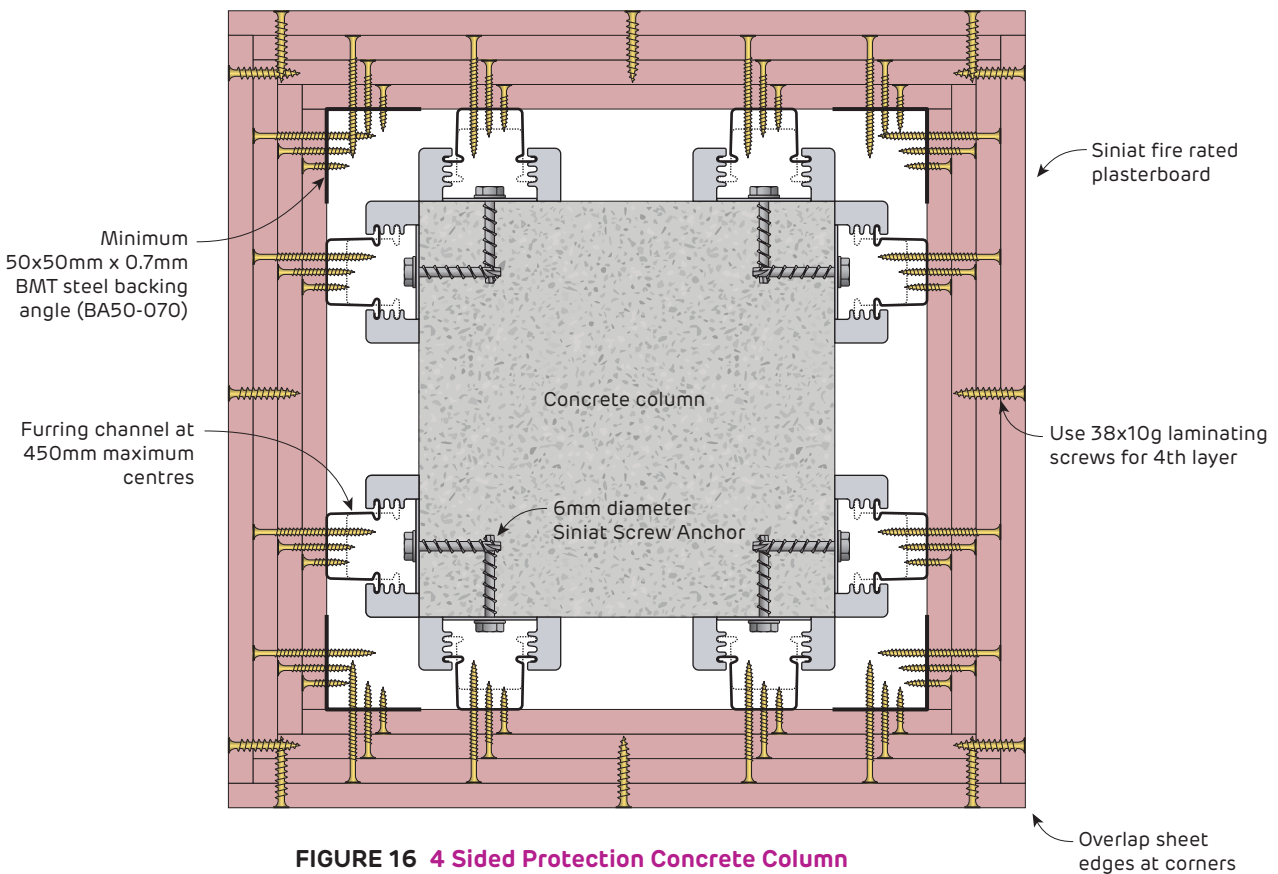 Siniat fire rated
plasterboard
Minimum
50x50mm x 0.7mm
BMT steel backing
angle (BA50-070)
Concrete column
Furring channel at
450mm maximum
centres
Use 38x10g laminating
screws for 4th layer
6mm diameter
Siniat Screw Anchor
Overlap sheet
edges at corners
FIGURE 16 4 Sided Protection Concrete Column